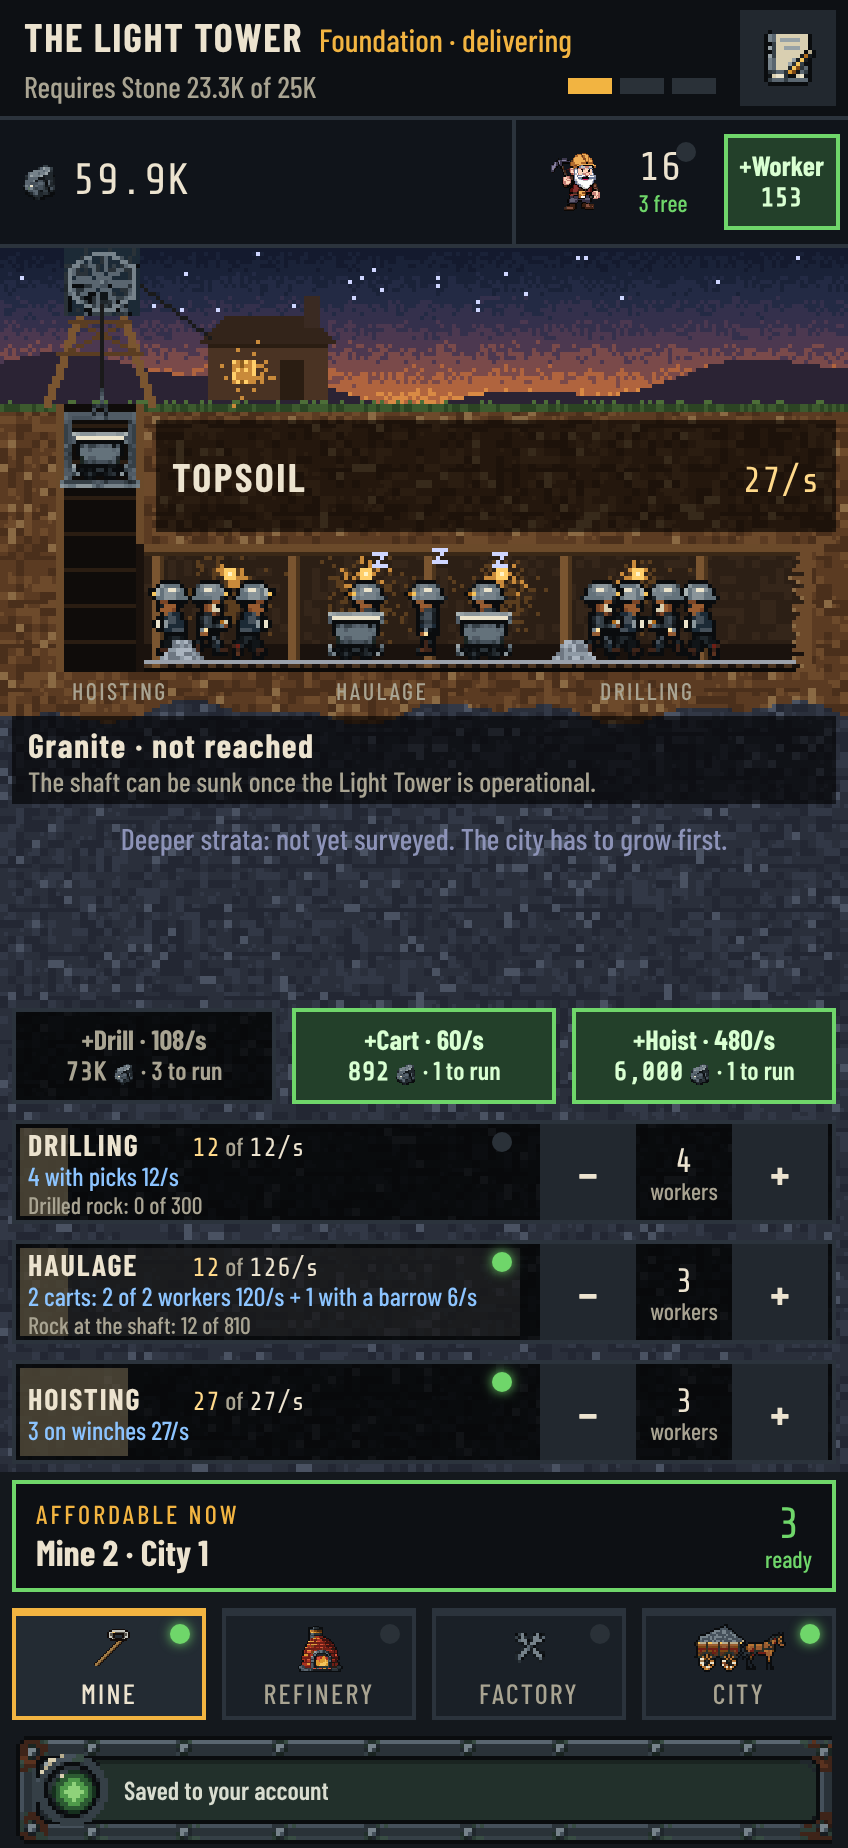 THE LIGHT TOWER Foundation · delivering
Requires Stone 23.3K of 25K
59.9K
16
3 free
+Worker
153
TOPSOIL 27/s
z z z
HOISTING HAULAGE DRILLING
Granite · not reached
The shaft can be sunk once the Light Tower is operational.
Deeper strata: not yet surveyed. The city has to grow first.
+Drill · 108/s
73K · 3 to run
+Cart · 60/s
892 · 1 to run
+Hoist · 480/s
6,000 · 1 to run
DRILLING 12 of 12/s
4 with picks 12/s
Drilled rock: 0 of 300
− 4 +
workers
HAULAGE 12 of 126/s
2 carts: 2 of 2 workers 120/s + 1 with a barrow 6/s
Rock at the shaft: 12 of 810
− 3 +
workers
HOISTING 27 of 27/s
3 on winches 27/s
− 3 +
workers
AFFORDABLE NOW
Mine 2 · City 1
3
ready
MINE REFINERY FACTORY CITY
Saved to your account